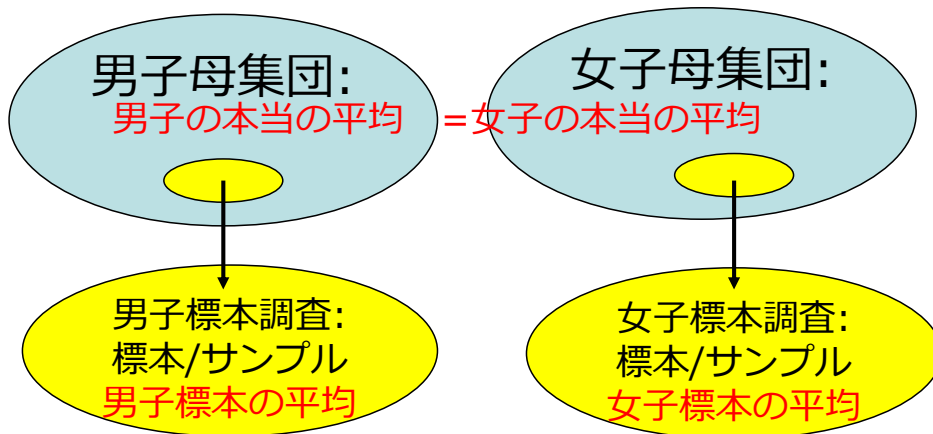 男子母集団:
女子母集団:
男子の本当の平均 =女子の本当の平均
男子標本調査:
標本/サンプル
男子標本の平均
女子標本調査:
標本/サンプル
女子標本の平均